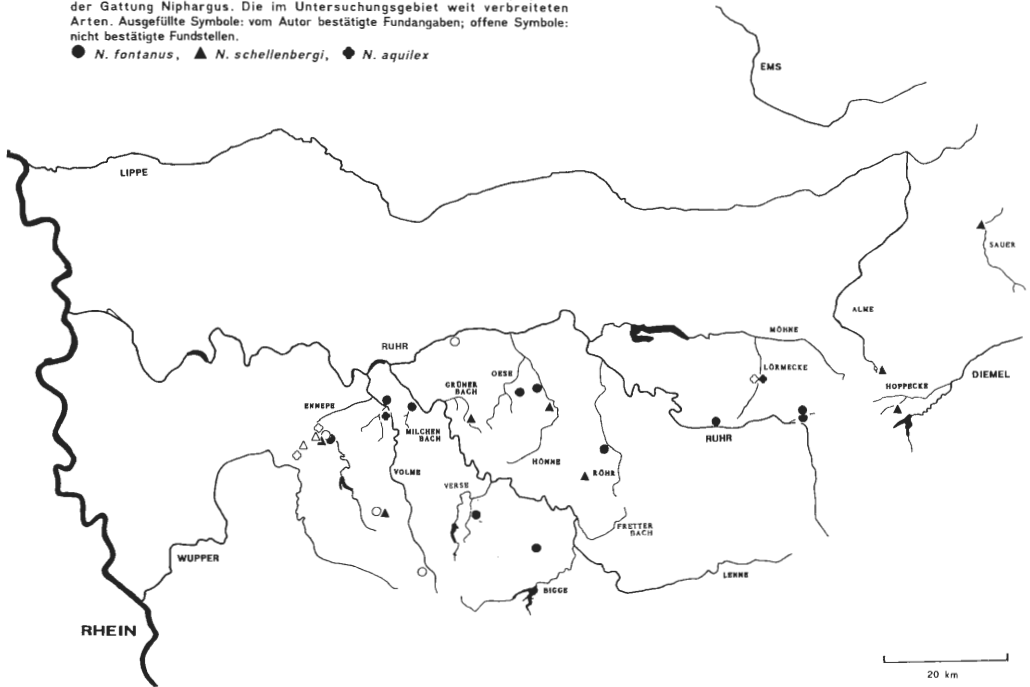 der Gattung Niphargus. Die im Untersuchungsgebiet weit verbreiteten
Arten. Ausgefüllte Symbole: vom Autor bestätigte Fundangaben; offene Symbole:
nicht bestätigte Fundstellen.
● N. fontanus, ▲ N. schellenbergi, ✚ N. aquilex
EMS
LIPPE
SAUER
ALME
MÖHNE
RUHR
OESE
LÖRMECKE
DIEMEL
GRÜNER
BACH
HOPPECKE
ENNEPE
MILCHEN
BACH
RUHR
HÖNNE
VOLME
RÖHR
VERSE
FRETTER
BACH
WUPPER
LENNE
BIGGE
RHEIN
20 km